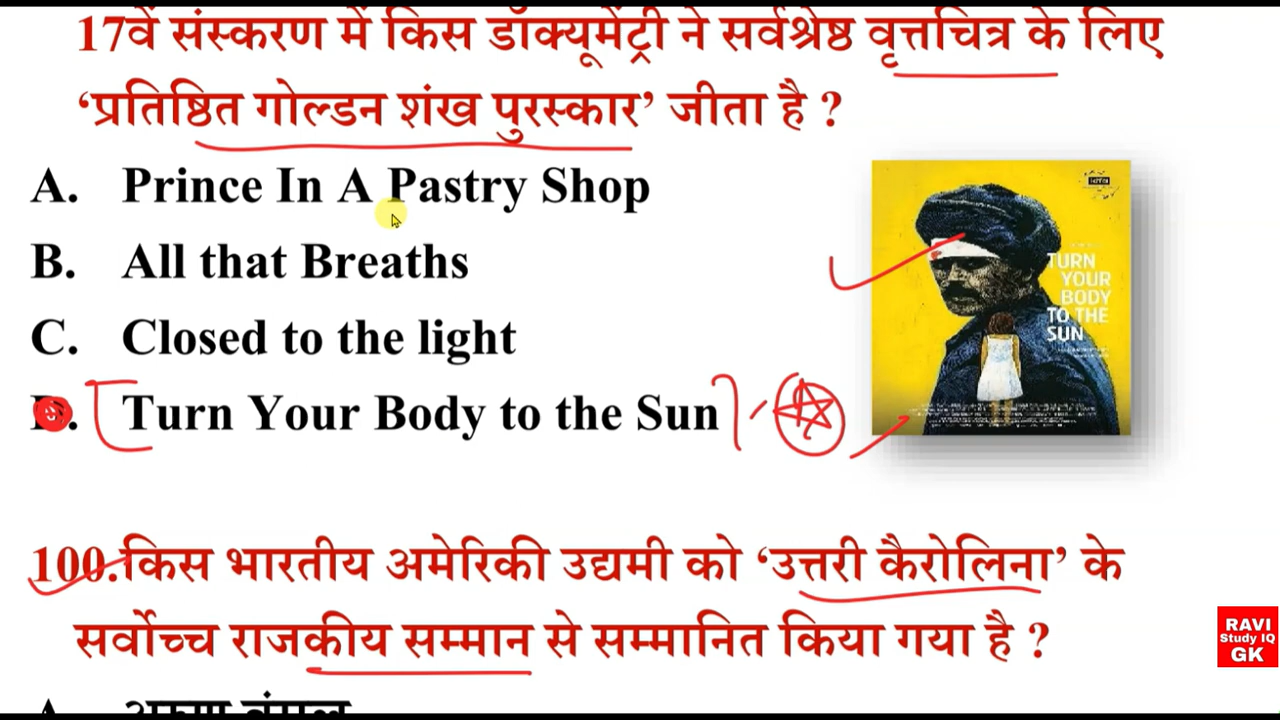 17वें संस्करण में किस डॉक्यूमेंट्री ने सर्वश्रेष्ठ वृत्तचित्र के लिए
‘प्रतिष्ठित गोल्डन शंख पुरस्कार’ जीता है ?
A. Prince In A Pastry Shop
B. All that Breaths
C. Closed to the light
D. Turn Your Body to the Sun
TURN
YOUR
BODY
TO THE
SUN
100.किस भारतीय अमेरिकी उद्यमी को ‘उत्तरी कैरोलिना’ के
सर्वोच्च राजकीय सम्मान से सम्मानित किया गया है ?
RAVI
Study IQ
GK